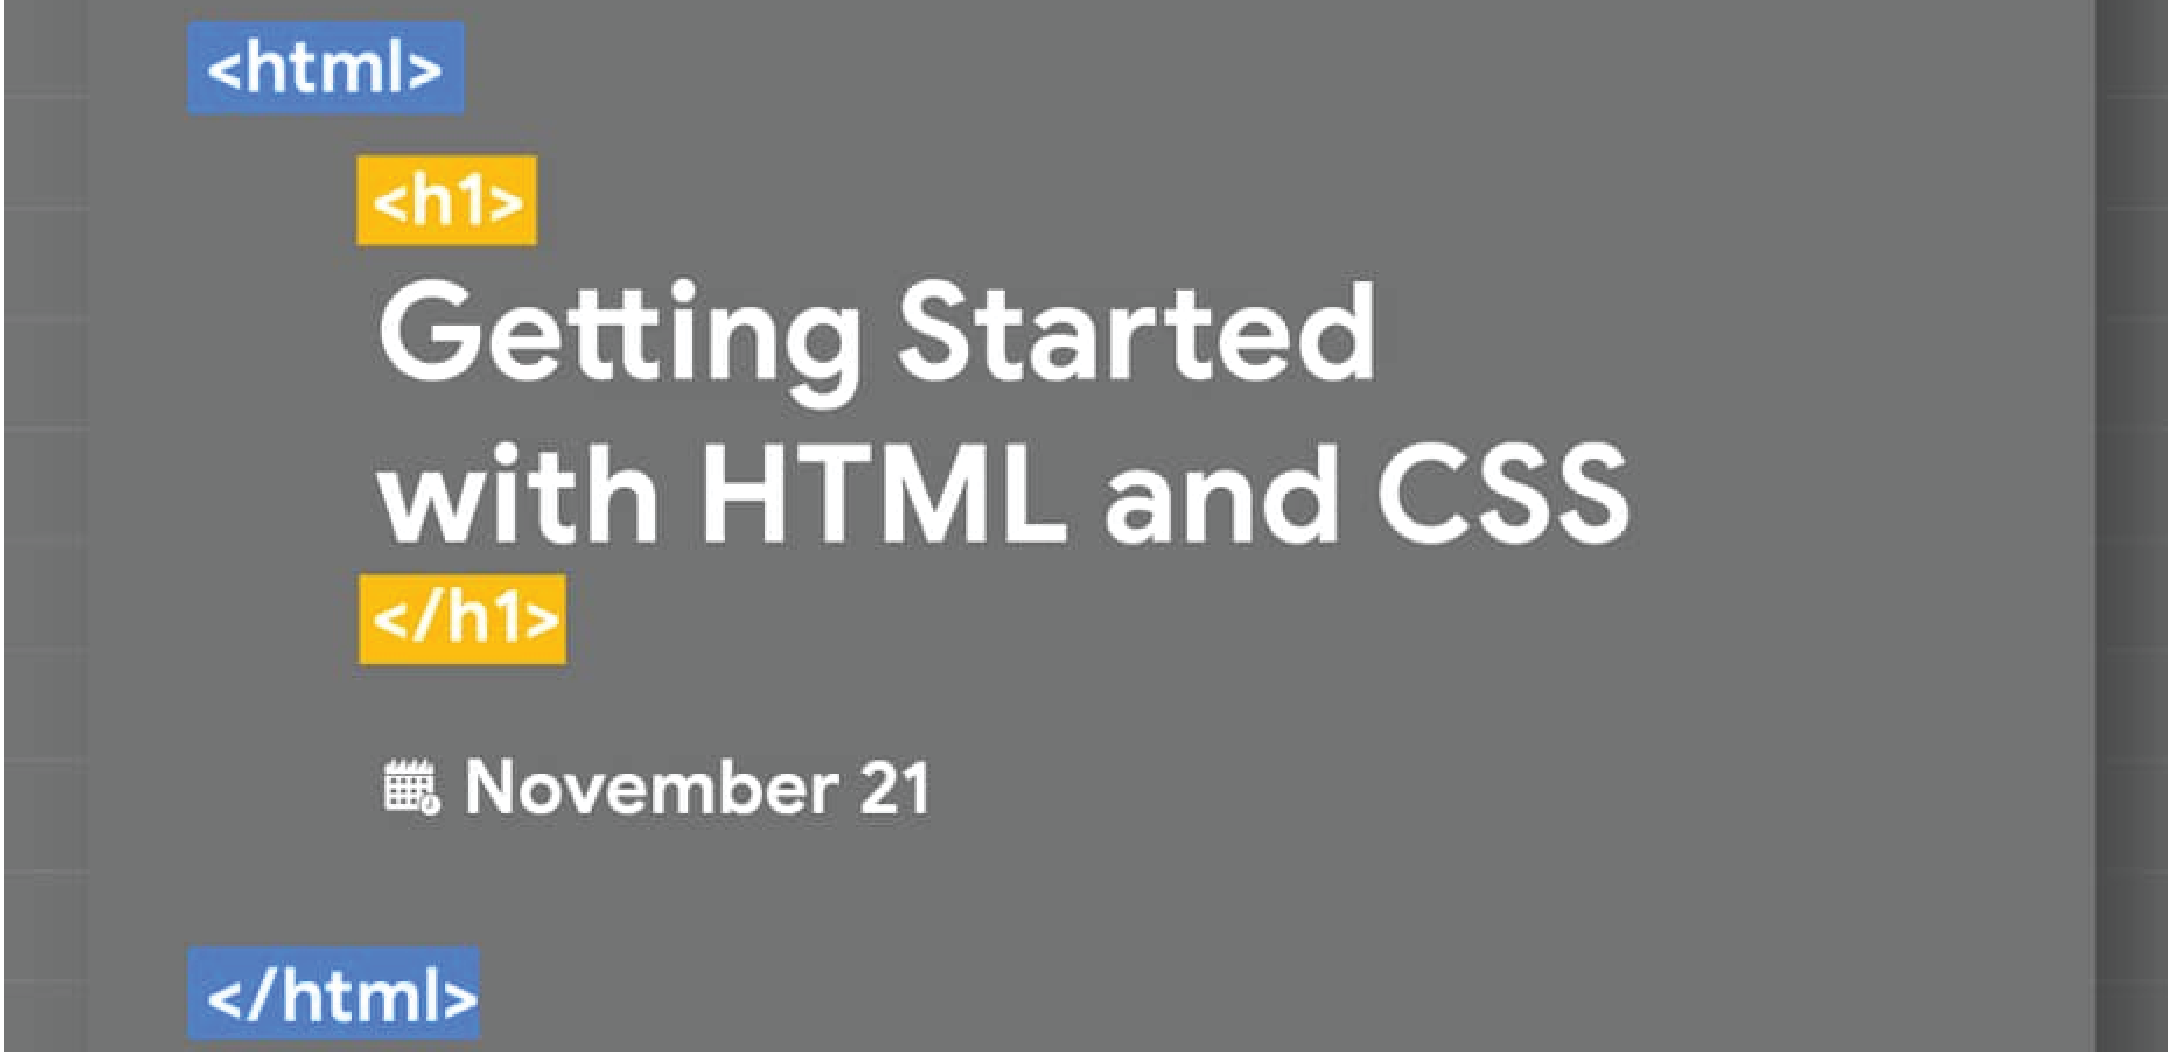 <html>
<h1>
Getting Started
with HTML and CSS
</h1>
November 21
</html>